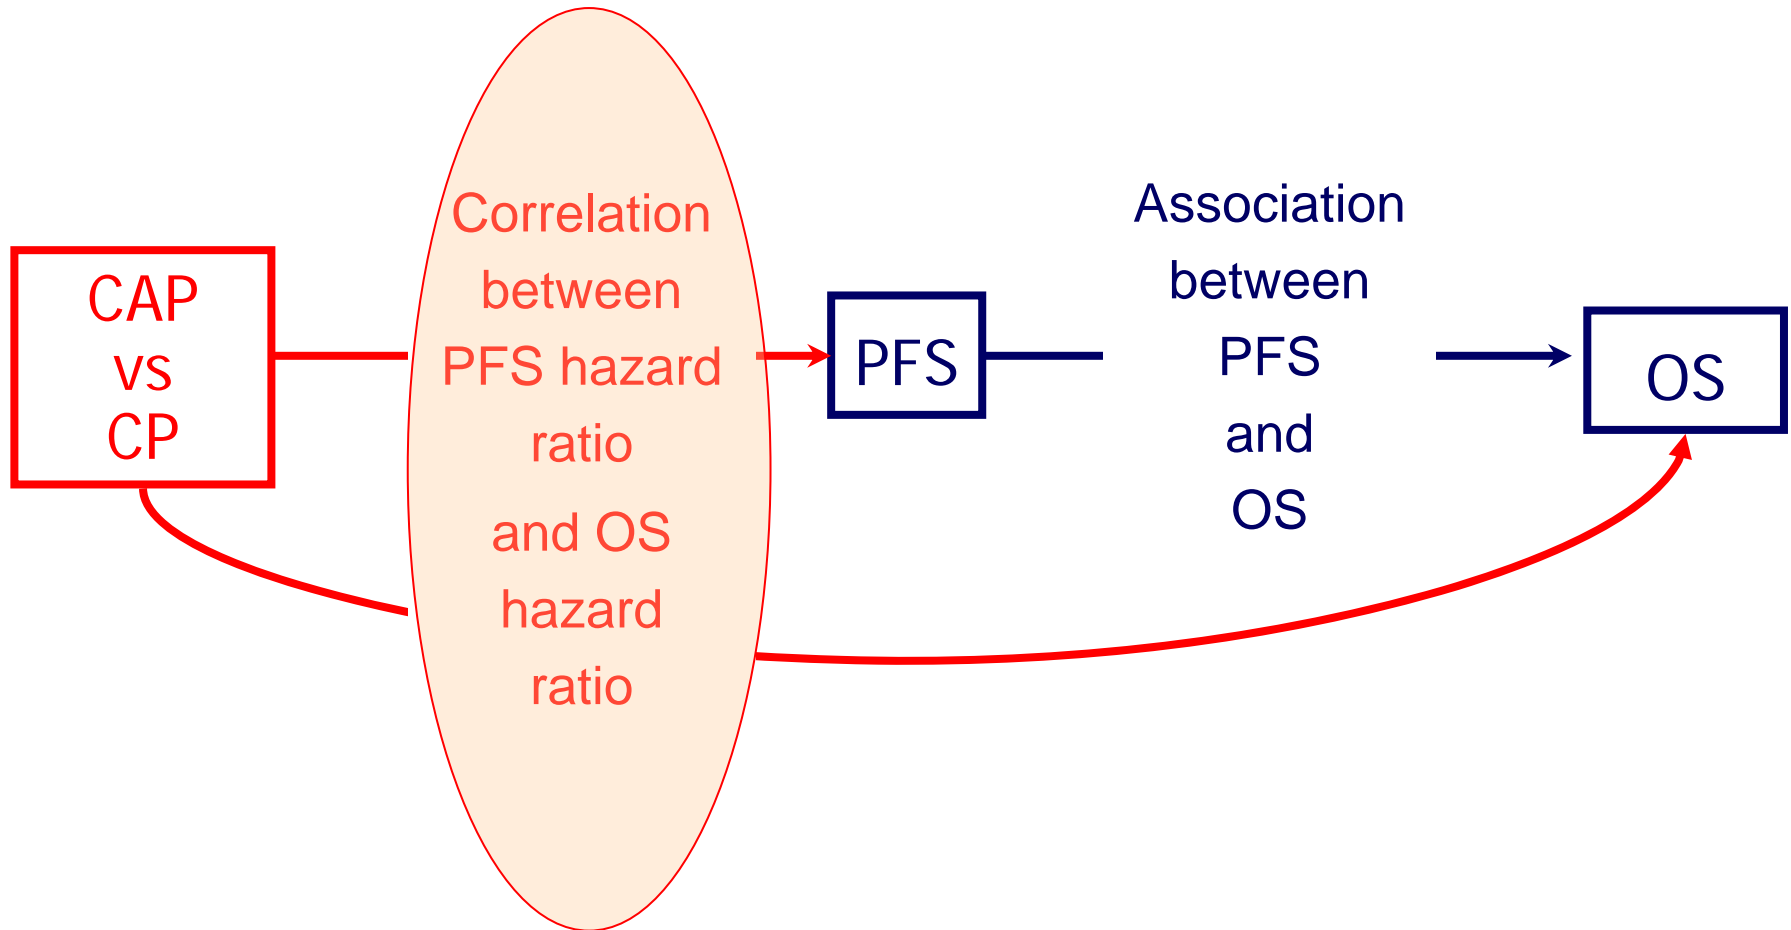 CAP
vs
CP
Correlation
between
PFS hazard
ratio
and OS
hazard
ratio
PFS
Association
between
PFS
and
OS
OS